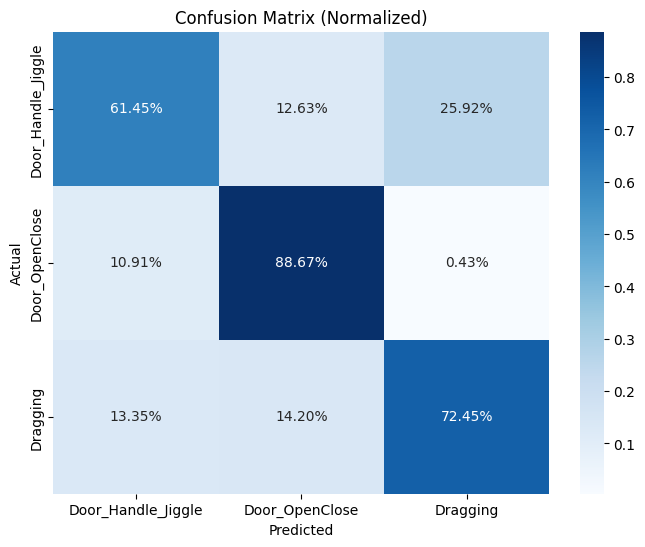 Confusion Matrix (Normalized)
Actual
Door_Handle_Jiggle
61.45%
12.63%
25.92%
Door_OpenClose
10.91%
88.67%
0.43%
Dragging
13.35%
14.20%
72.45%
Door_Handle_Jiggle
Door_OpenClose
Dragging
Predicted
0.8
0.7
0.6
0.5
0.4
0.3
0.2
0.1